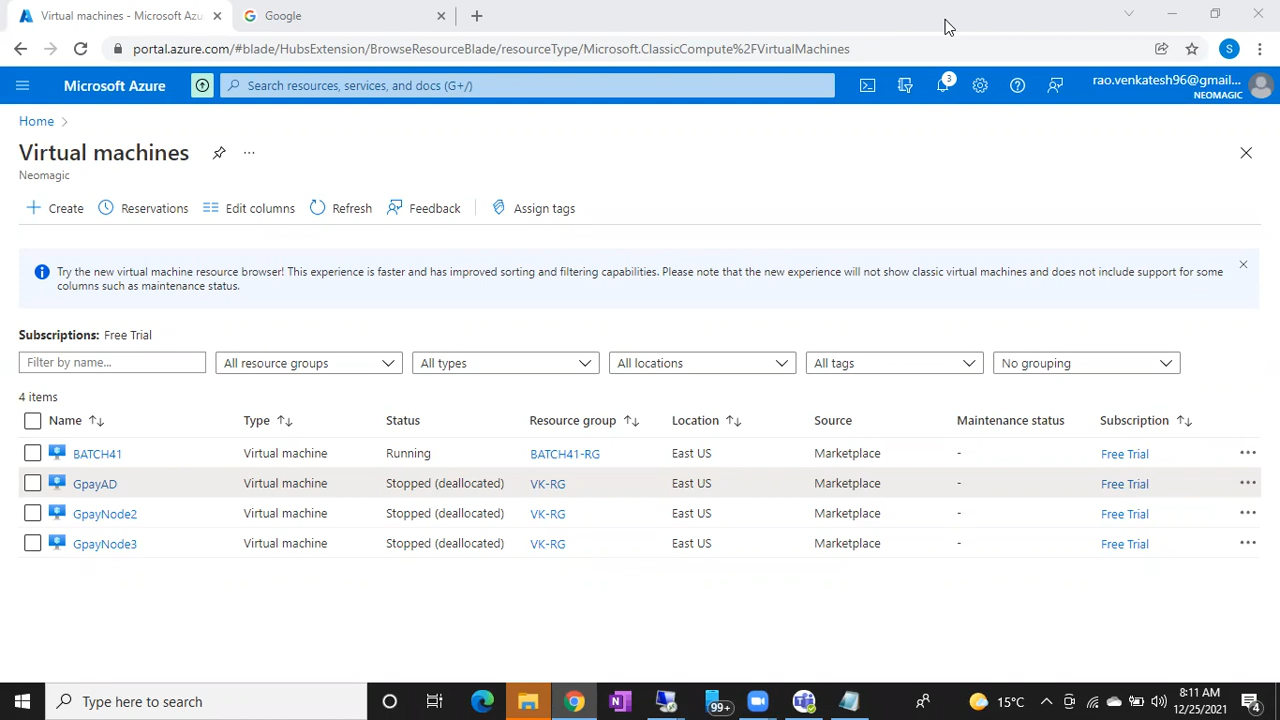 Virtual machines - Microsoft Azu
Google
portal.azure.com/#blade/HubsExtension/BrowseResourceBlade/resourceType/Microsoft.ClassicCompute%2FVirtualMachines
S
Microsoft Azure
Search resources, services, and docs (G+/)
3
rao.venkatesh96@gmail...
NEOMAGIC
Home
Virtual machines
Neomagic
Create
Reservations
Edit columns
Refresh
Feedback
Assign tags
Try the new virtual machine resource browser! This experience is faster and has improved sorting and filtering capabilities. Please note that the new experience will not show classic virtual machines and does not include support for some
columns such as maintenance status.
Subscriptions: Free Trial
Filter by name...
All resource groups
All types
All locations
All tags
No grouping
4 items
Name Type Status Resource group Location Source Maintenance status Subscription
BATCH41 Virtual machine Running BATCH41-RG East US Marketplace - Free Trial
GpayAD Virtual machine Stopped (deallocated) VK-RG East US Marketplace - Free Trial
GpayNode2 Virtual machine Stopped (deallocated) VK-RG East US Marketplace - Free Trial
GpayNode3 Virtual machine Stopped (deallocated) VK-RG East US Marketplace - Free Trial
Type here to search
99+
15°C
8:11 AM
12/25/2021
4